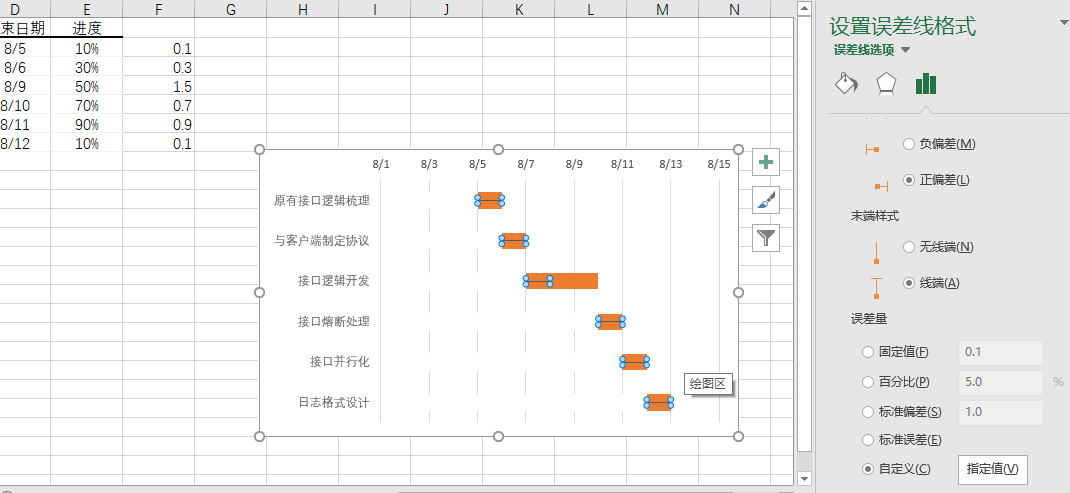 D E F G H I J K L M N
束日期 进度
8/5 10% 0.1
8/6 30% 0.3
8/9 50% 1.5
8/10 70% 0.7
8/11 90% 0.9
8/12 10% 0.1
8/1 8/3 8/5 8/7 8/9 8/11 8/13 8/15
原有接口逻辑梳理
与客户端制定协议
接口逻辑开发
接口熔断处理
接口并行化
日志格式设计
绘图区
设置误差线格式
误差线选项
负偏差(M)
正偏差(L)
末端样式
无线端(N)
线端(A)
误差量
固定值(F) 0.1
百分比(P) 5.0 %
标准偏差(S) 1.0
标准误差(E)
自定义(C) 指定值(V)